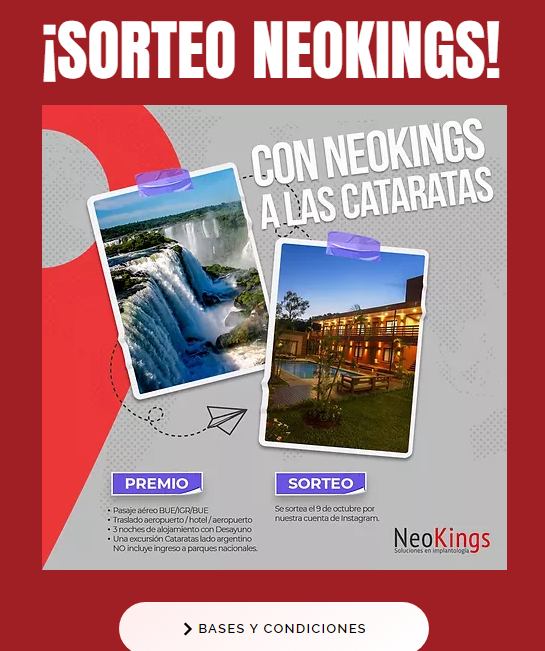 ¡SORTEO NEOKINGS!
CON NEOKINGS
A LAS CATARATAS
PREMIO
• Pasaje aéreo BUE/IGR/BUE
• Traslado aeropuerto / hotel / aeropuerto
• 3 noches de alojamiento con Desayuno
• Una excursión Cataratas lado argentino
NO incluye ingreso a parques nacionales.
SORTEO
Se sortea el 9 de octubre por
nuestra cuenta de Instagram.
NeoKings
Soluciones en implantología
BASES Y CONDICIONES